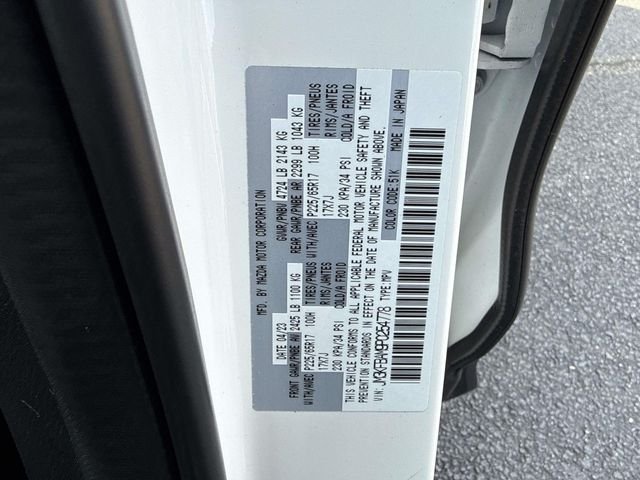 MFD. BY MAZDA MOTOR CORPORATION
DATE 04/23 GVWR/PNBV 4724 LB 2143 KG
FRONT GAWR/PNBE AV 2425 LB 1100 KG REAR GAWR/PNBE AR 2299 LB 1043 KG
WITH/AVEC TIRES/PNEUS RIMS/JANTES COLD/A FROID WITH/AVEC TIRES/PNEUS RIMS/JANTES COLD/A FROID
P225/65R17 100H 17X7J 230 KPA/34 PSI P225/65R17 100H 17X7J 230 KPA/34 PSI
THIS VEHICLE CONFORMS TO ALL APPLICABLE FEDERAL MOTOR VEHICLE SAFETY AND THEFT
PREVENTION STANDARDS IN EFFECT ON THE DATE OF MANUFACTURE SHOWN ABOVE.
VIN: JM3KFBAM9P0254778 TYPE: MPV COLOR CODE: 51K MADE IN JAPAN